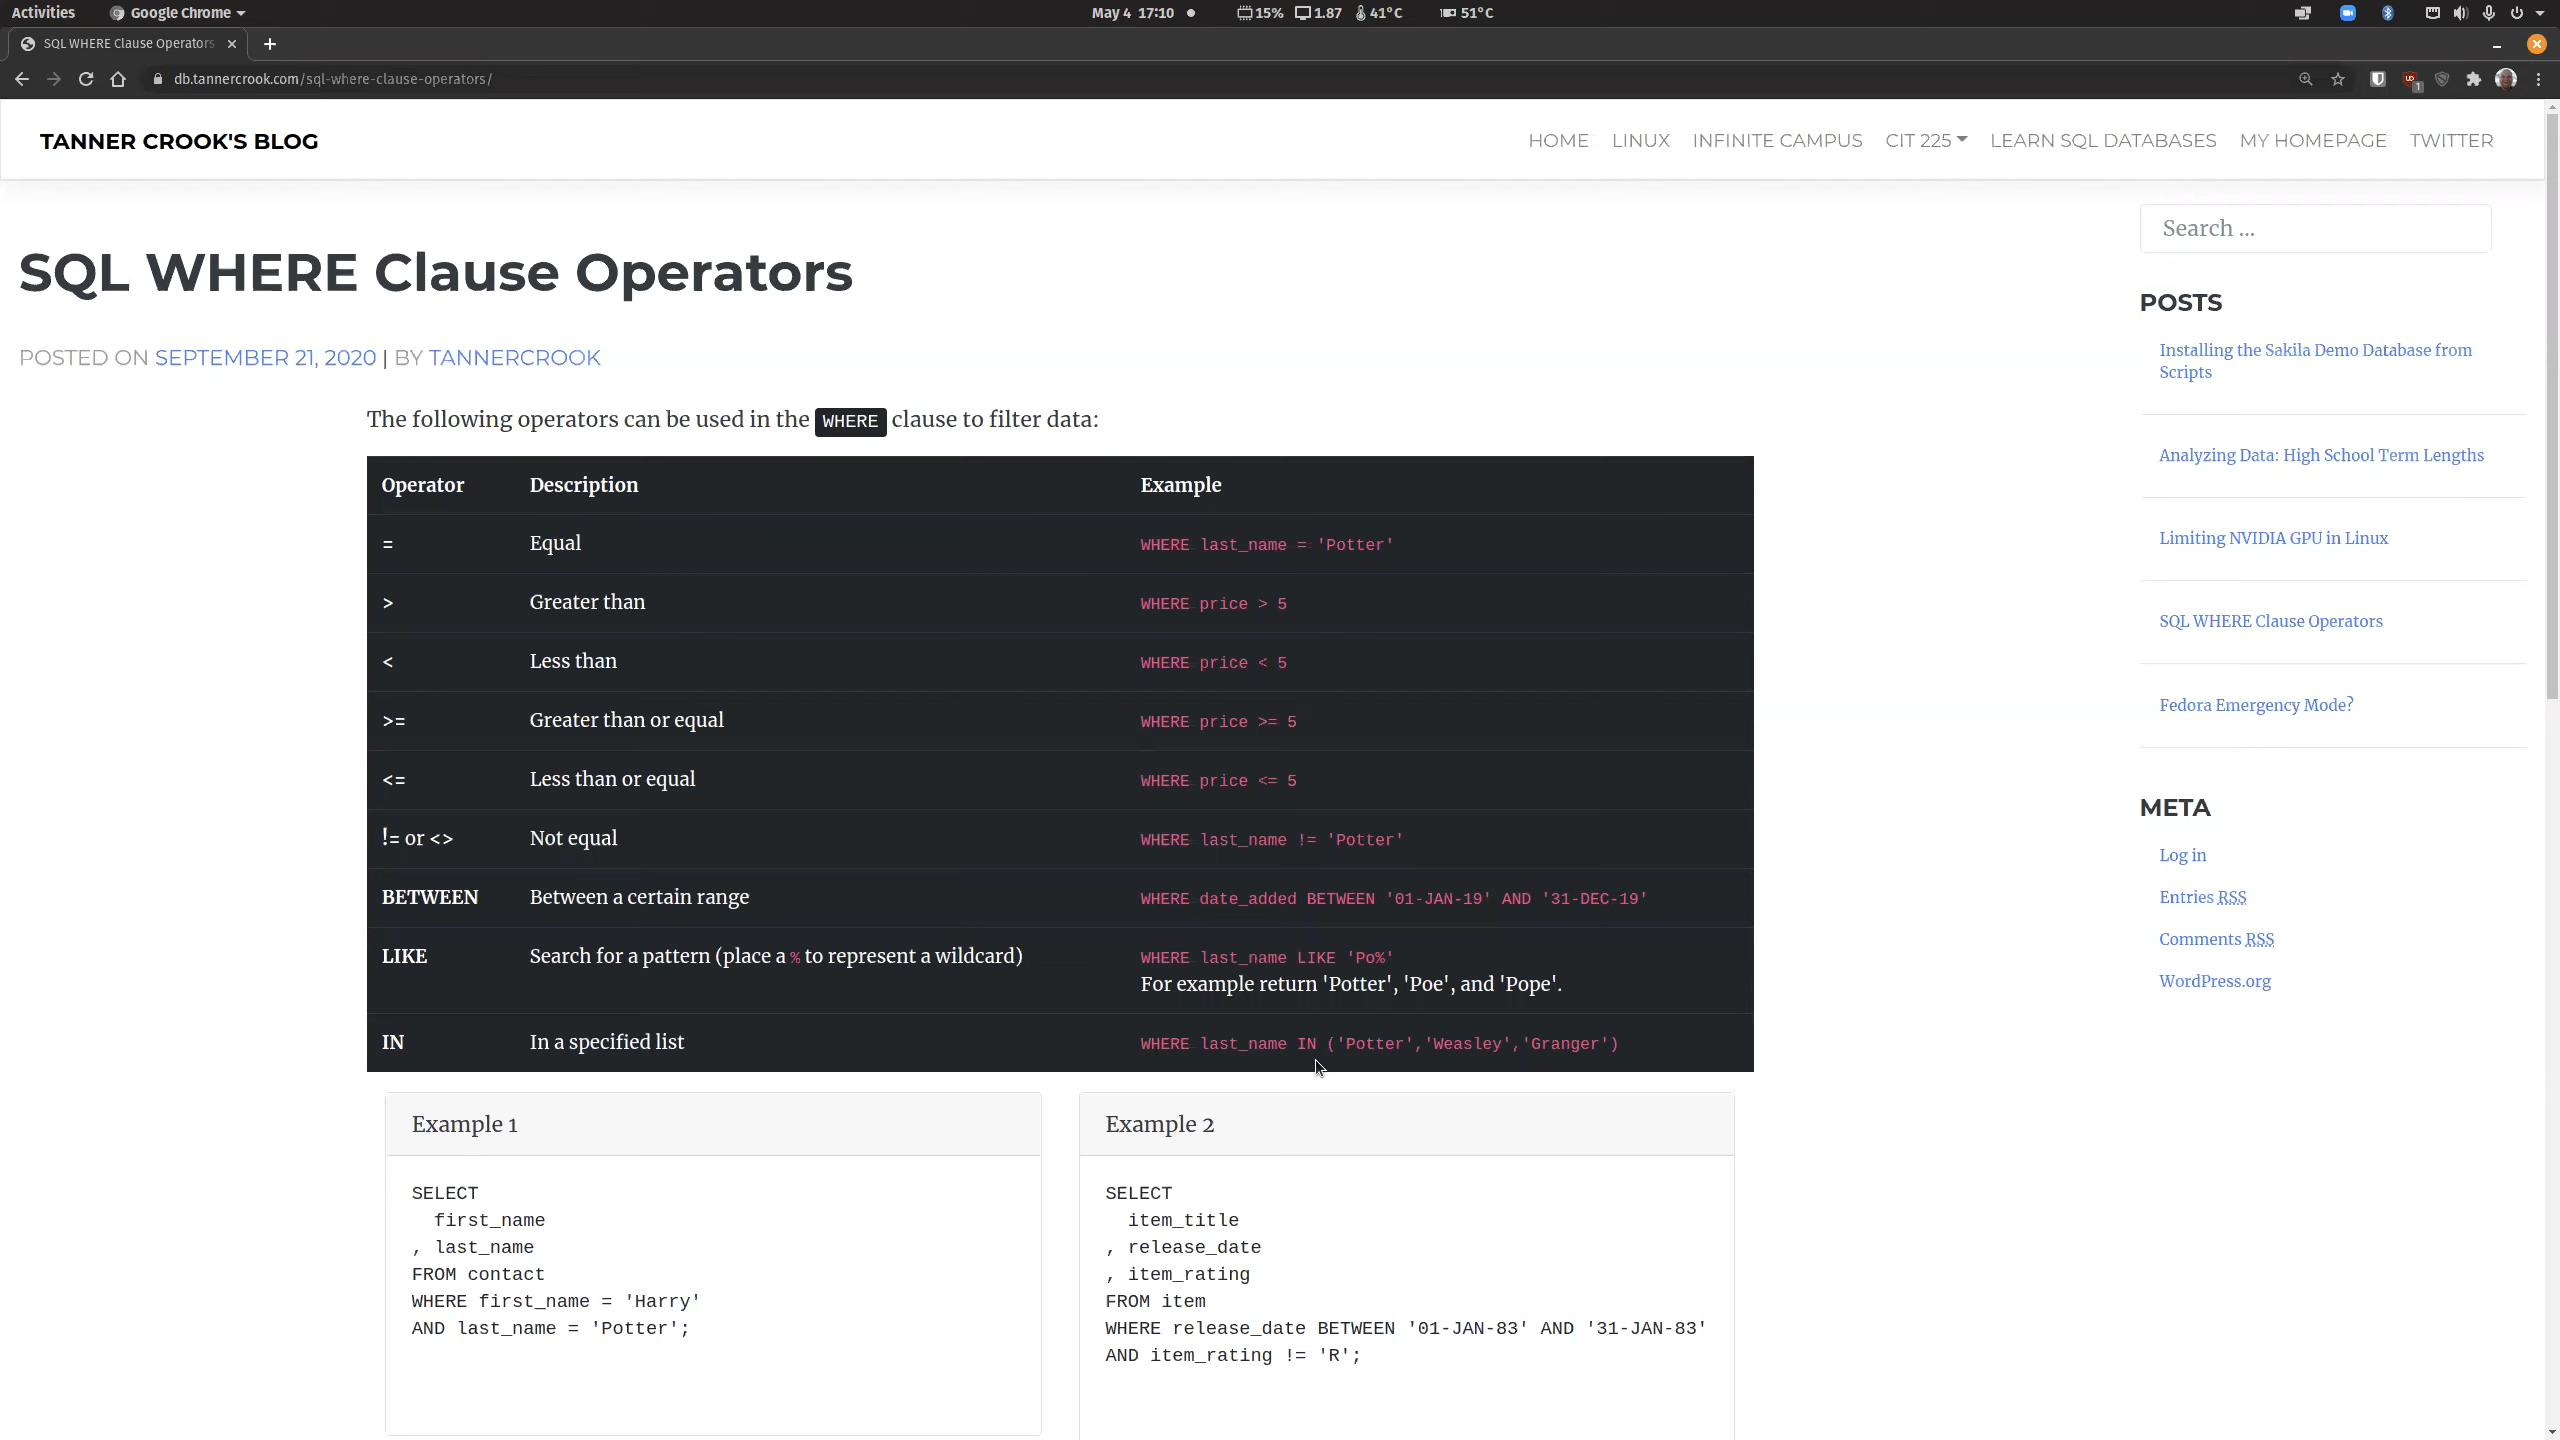 Activities
Google Chrome
May 4 17:10
15%
1.87
41°C
51°C
SQL WHERE Clause Operators
db.tannercrook.com/sql-where-clause-operators/
TANNER CROOK'S BLOG
HOME
LINUX
INFINITE CAMPUS
CIT 225
LEARN SQL DATABASES
MY HOMEPAGE
TWITTER
SQL WHERE Clause Operators
POSTED ON SEPTEMBER 21, 2020 | BY TANNERCROOK
The following operators can be used in the WHERE clause to filter data:
Operator Description Example
= Equal WHERE last_name = 'Potter'
> Greater than WHERE price > 5
< Less than WHERE price < 5
>= Greater than or equal WHERE price >= 5
<= Less than or equal WHERE price <= 5
!= or <> Not equal WHERE last_name != 'Potter'
BETWEEN Between a certain range WHERE date_added BETWEEN '01-JAN-19' AND '31-DEC-19'
LIKE Search for a pattern (place a % to represent a wildcard) WHERE last_name LIKE 'Po%'
For example return 'Potter', 'Poe', and 'Pope'.
IN In a specified list WHERE last_name IN ('Potter','Weasley','Granger')
Example 1
SELECT
first_name
, last_name
FROM contact
WHERE first_name = 'Harry'
AND last_name = 'Potter';
Example 2
SELECT
item_title
, release_date
, item_rating
FROM item
WHERE release_date BETWEEN '01-JAN-83' AND '31-JAN-83'
AND item_rating != 'R';
Search ...
POSTS
Installing the Sakila Demo Database from
Scripts
Analyzing Data: High School Term Lengths
Limiting NVIDIA GPU in Linux
SQL WHERE Clause Operators
Fedora Emergency Mode?
META
Log in
Entries RSS
Comments RSS
WordPress.org